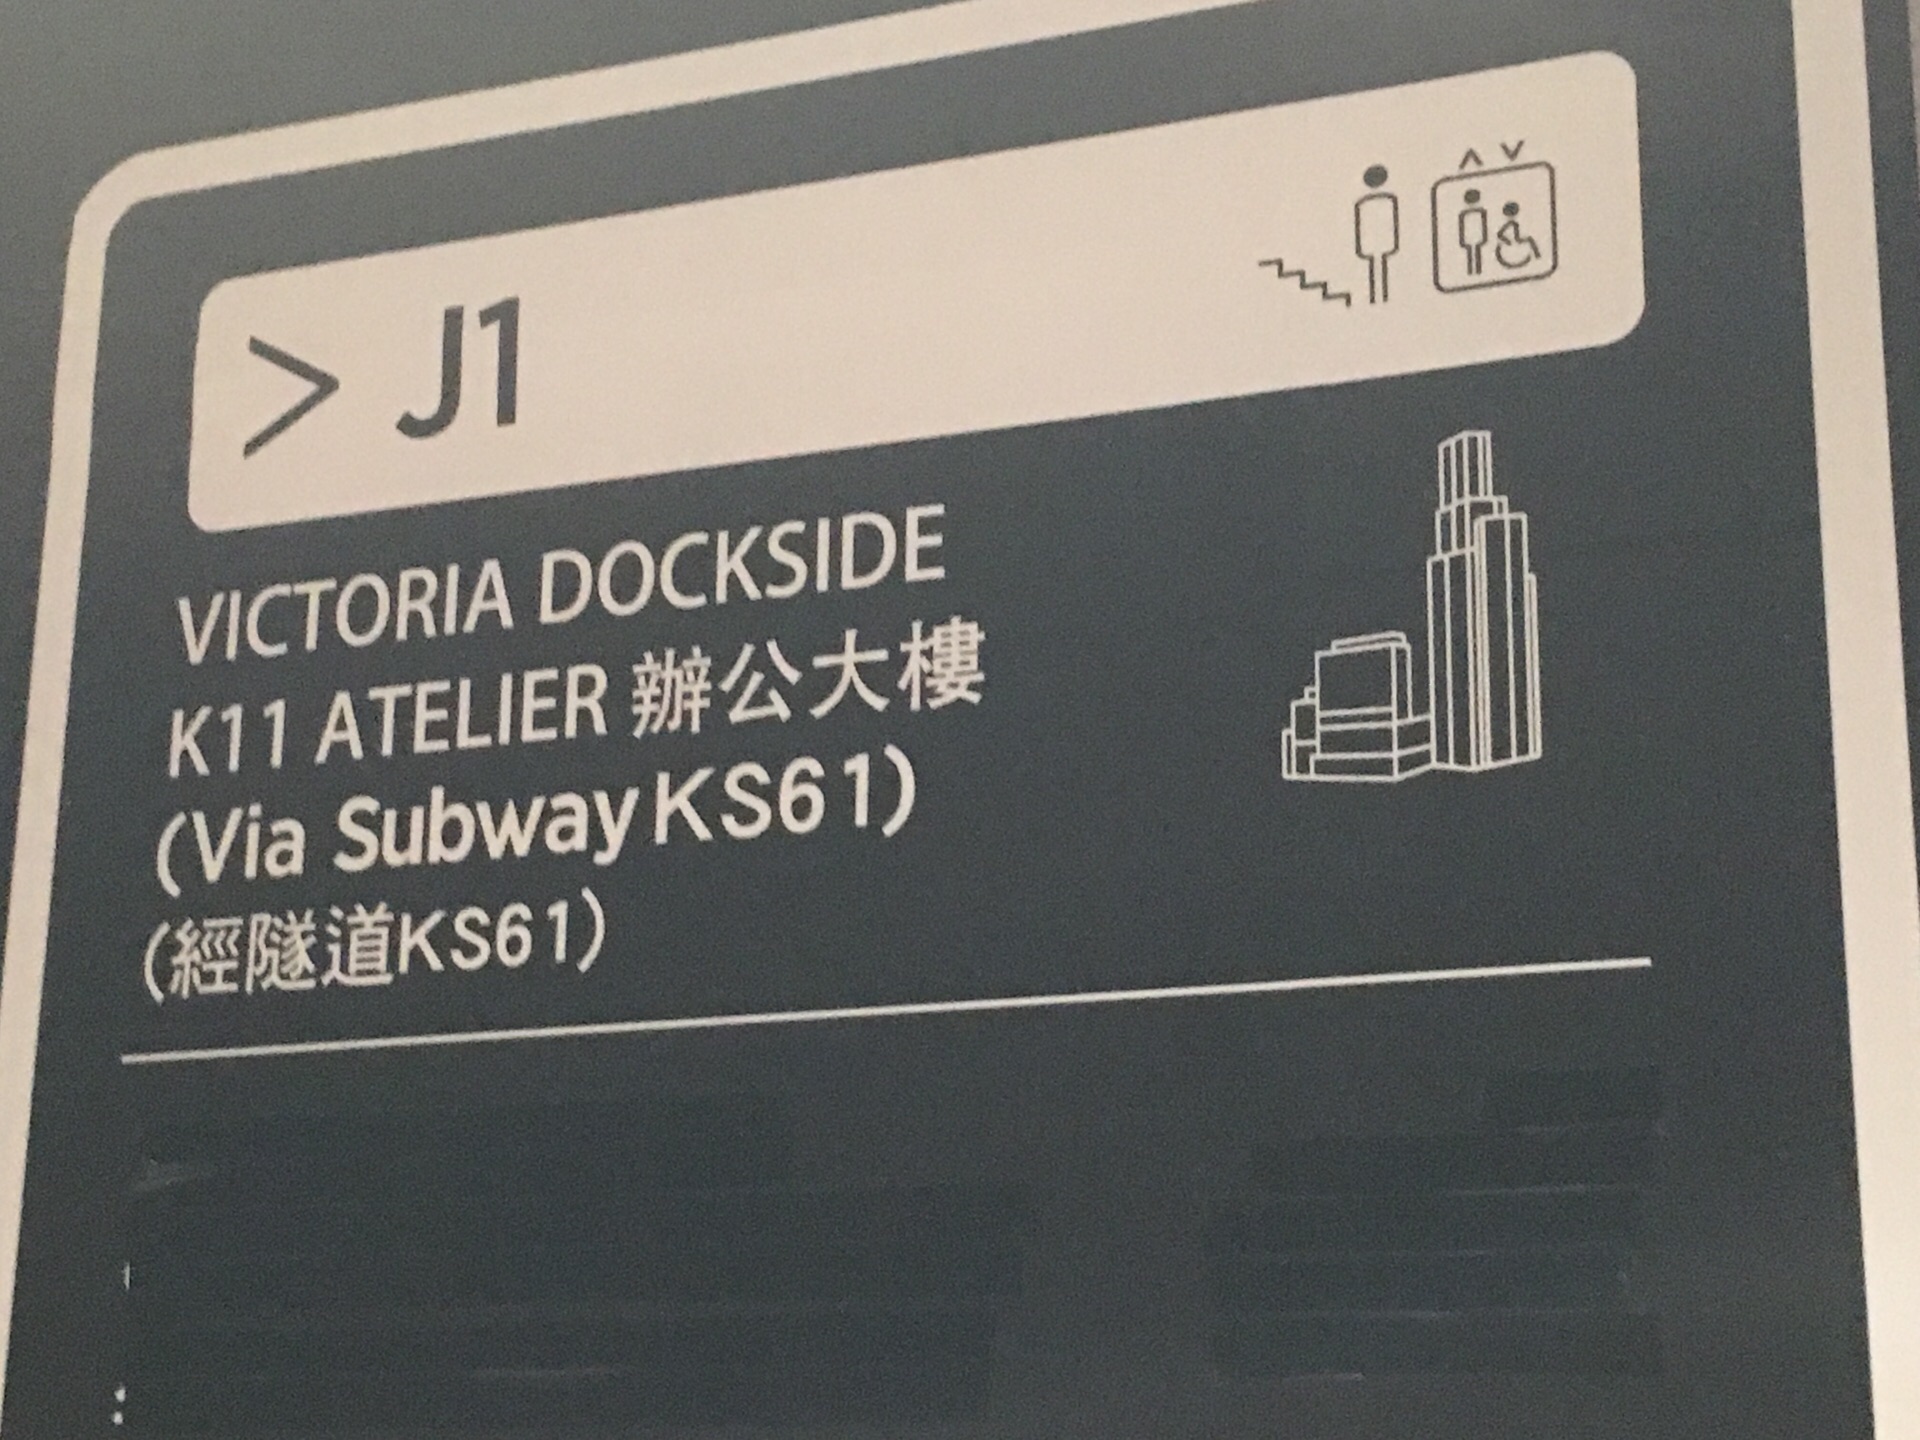 > J1
VICTORIA DOCKSIDE
K11 ATELIER 辦公大樓
(Via Subway KS61)
(經隧道KS61)